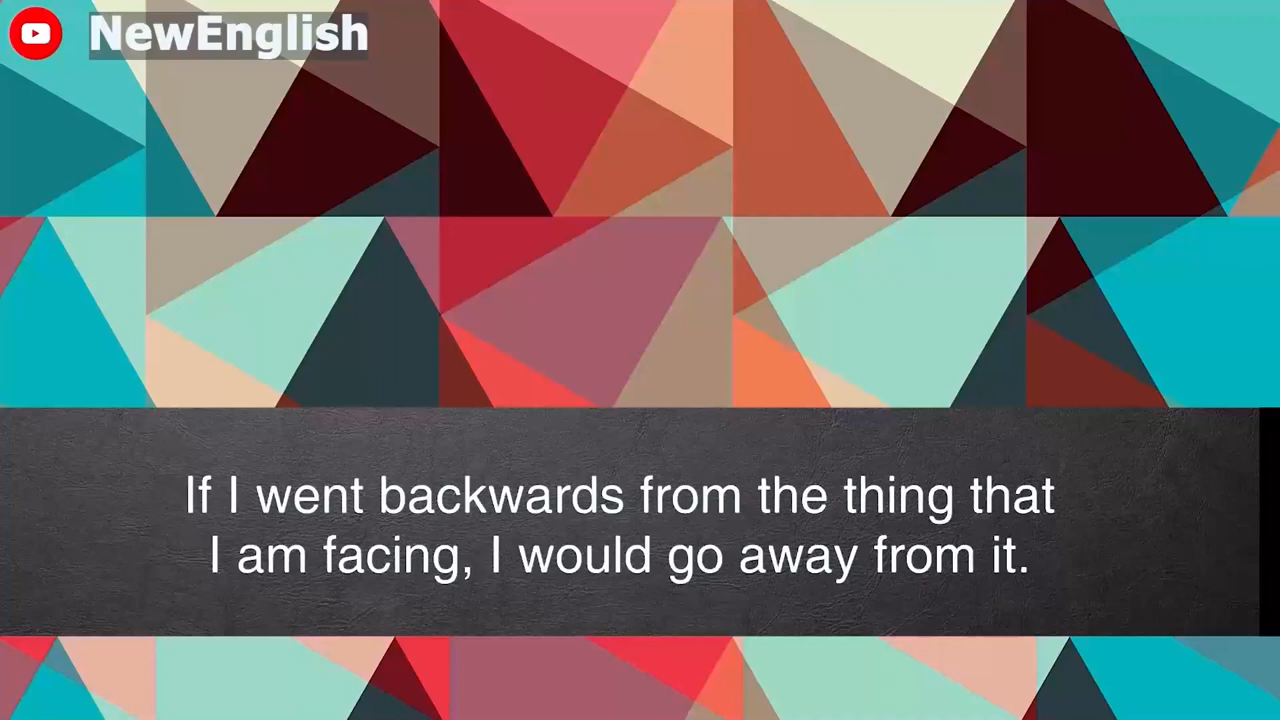 NewEnglish
If I went backwards from the thing that
I am facing, I would go away from it.